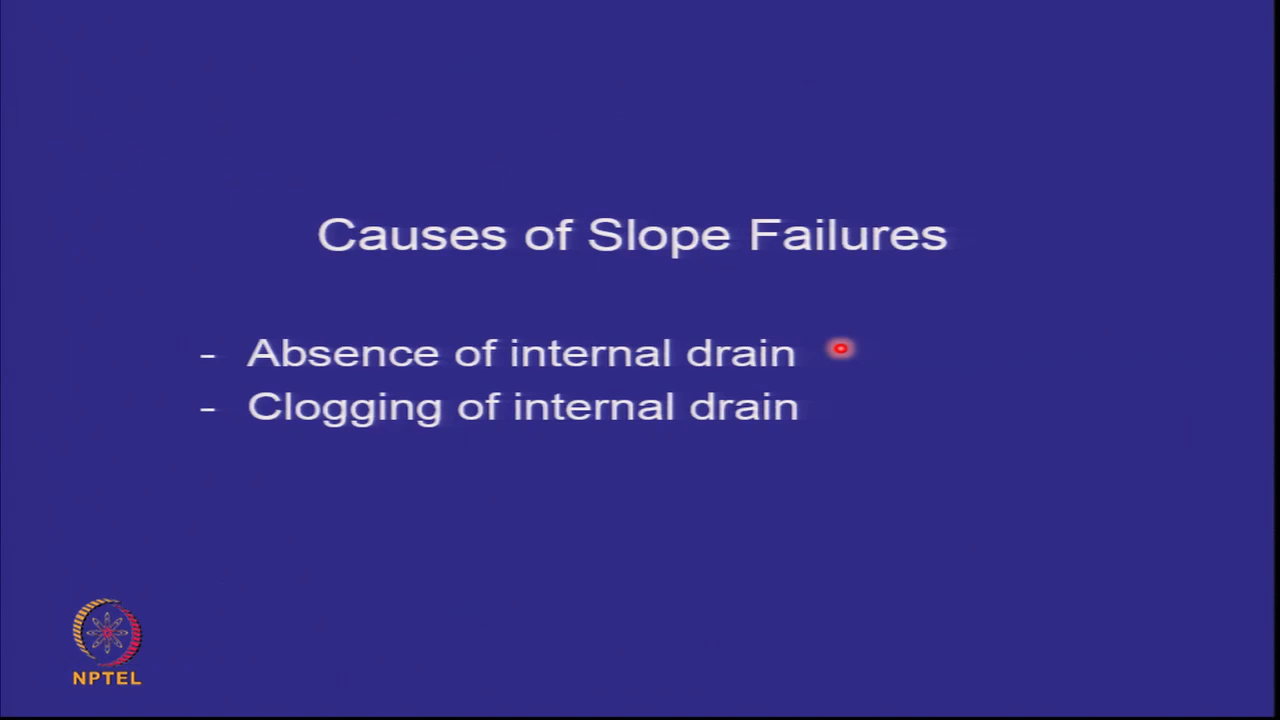 Causes of Slope Failures
- Absence of internal drain
- Clogging of internal drain
NPTEL